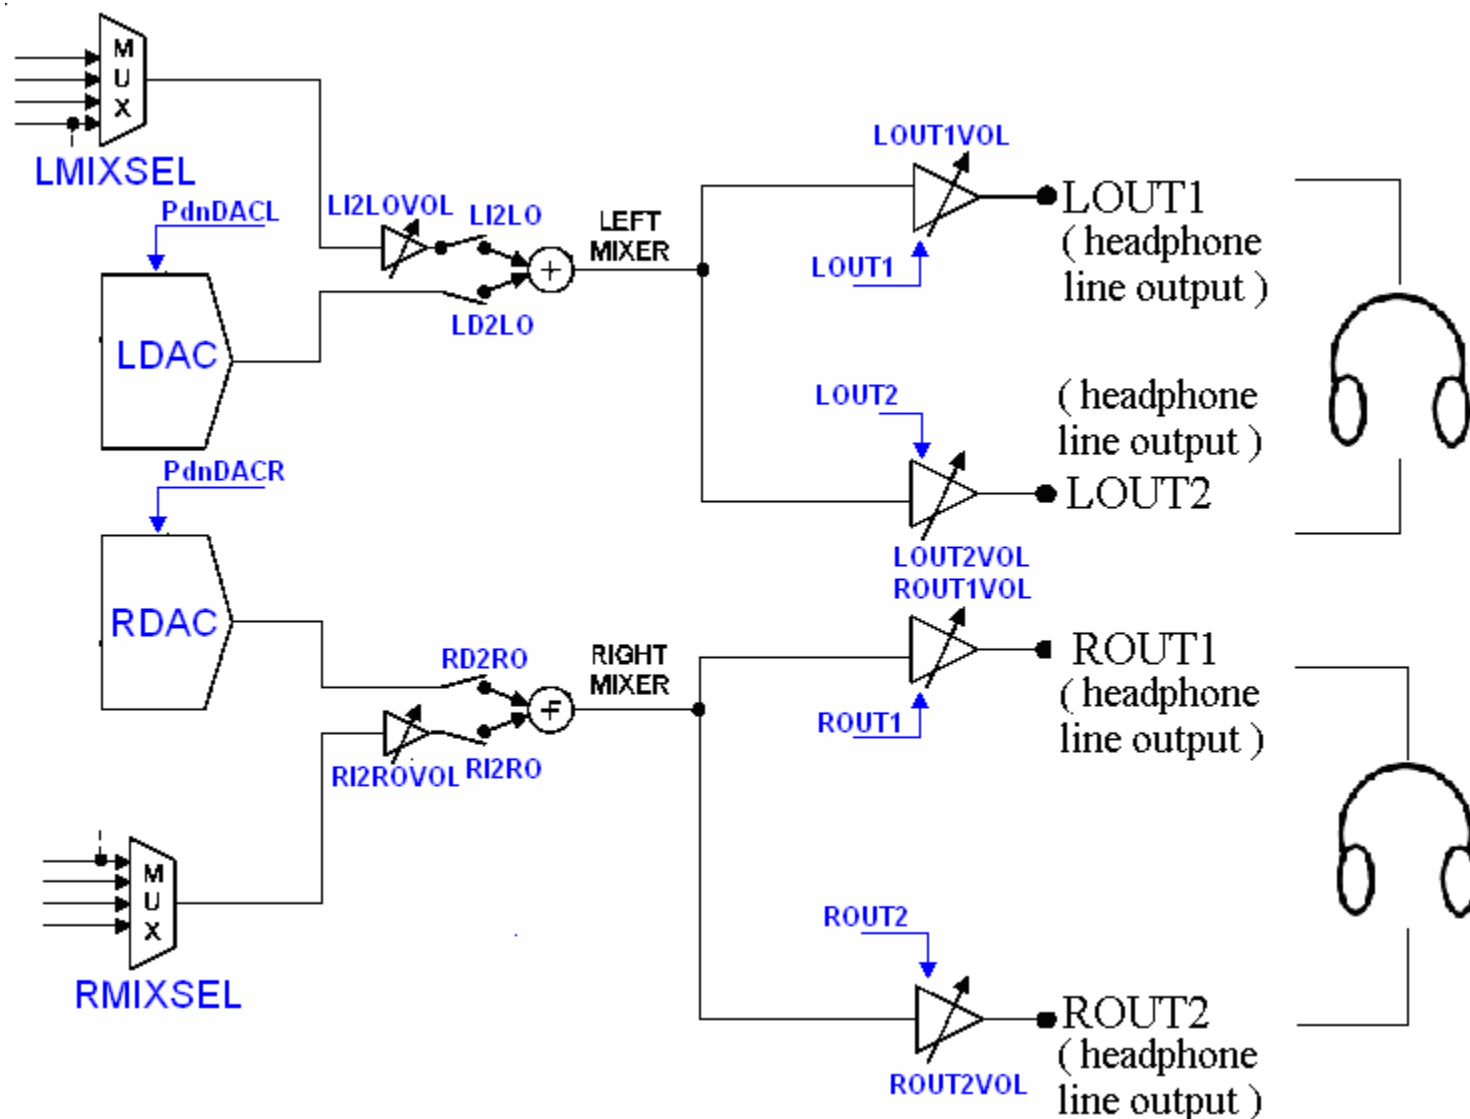 M
U
X
LMIXSEL
PdnDACL
LDAC
LI2LOVOL
LI2LO
LD2LO
LEFT
MIXER
LOUT1VOL
LOUT1
LOUT1
( headphone
line output )
LOUT2
( headphone
line output )
LOUT2
LOUT2VOL
PdnDACR
RDAC
RD2RO
RI2ROVOL
RI2RO
RIGHT
MIXER
ROUT1VOL
ROUT1
ROUT1
( headphone
line output )
M
U
X
RMIXSEL
ROUT2
ROUT2
( headphone
line output )
ROUT2VOL